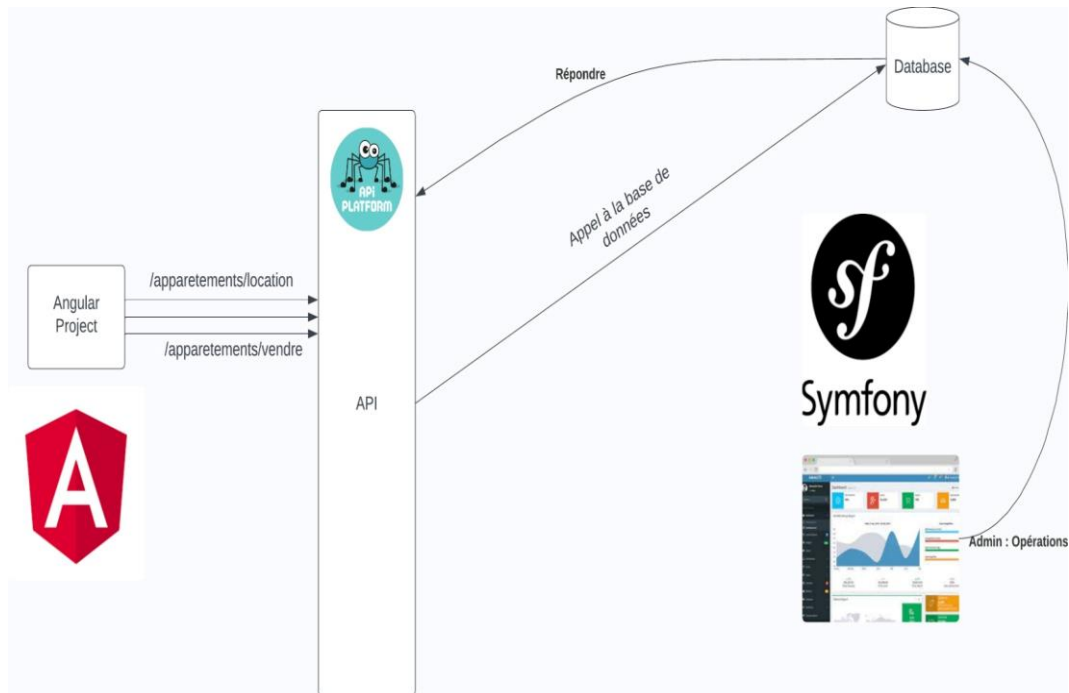 Database
Répondre
API
PLATFORM
Appel à la base de
données
/apparetements/location
Angular
Project
/apparetements/vendre
API
sf
Symfony
A
Admin : Opérations